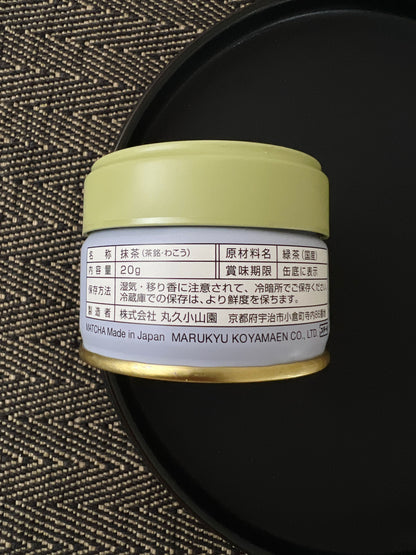 名 称 抹茶(茶銘・わこう) 原材料名 緑茶(国産)
内容量 20g 賞味期限 缶底に表示
保存方法 湿気・移り香に注意されて、冷暗所でご保存ください。
冷蔵庫での保存は、より鮮度を保ちます。
製造者 株式会社 丸久小山園 京都府宇治市小倉町寺内86番地
MATCHA Made in Japan MARUKYU KOYAMAEN CO., LTD.